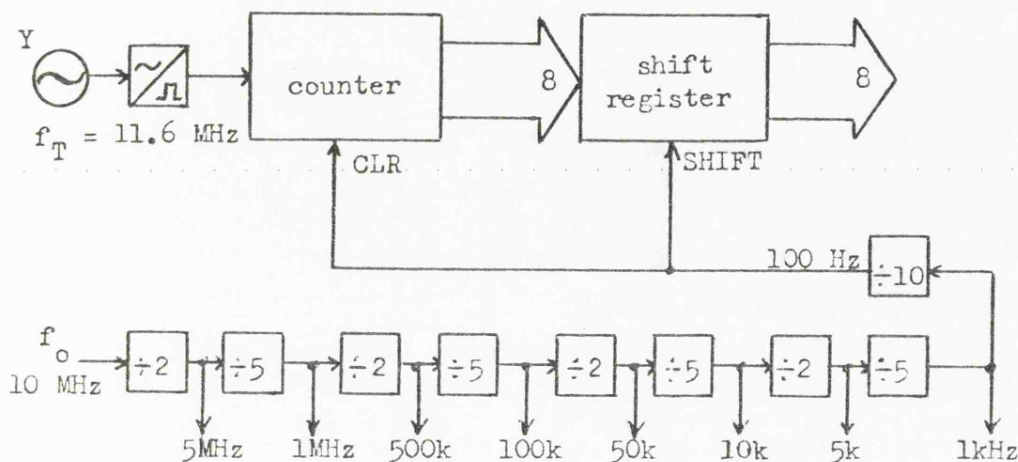 Y
f_T = 11.6 MHz
counter
8
shift
register
8
CLR
SHIFT
100 Hz
÷10
f_o
10 MHz
÷2
÷5
÷2
÷5
÷2
÷5
÷2
÷5
5MHz
1MHz
500k
100k
50k
10k
5k
1kHz